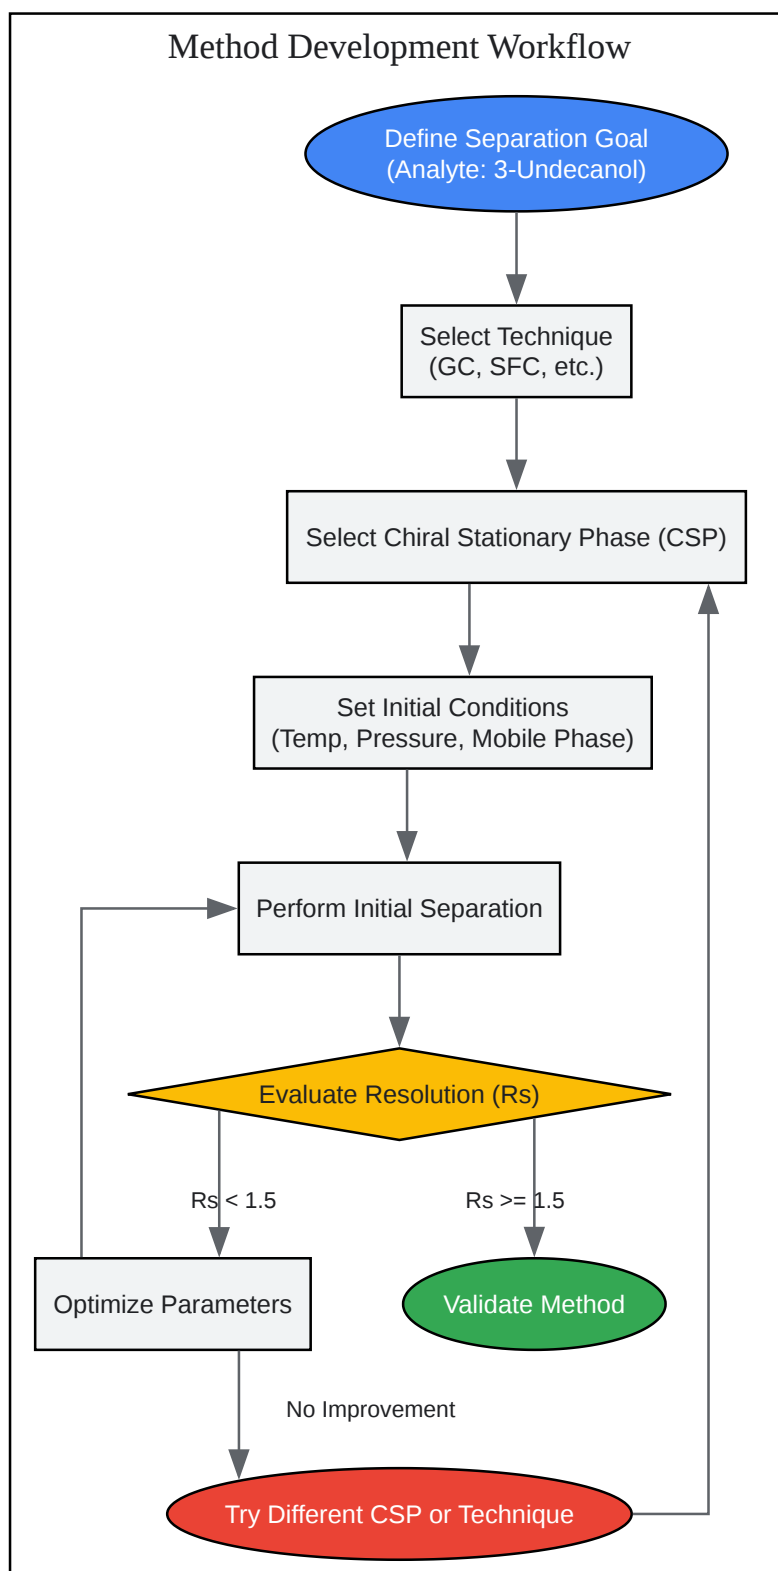 Method Development Workflow
Define Separation Goal
(Analyte: 3-Undecanol)
Select Technique
(GC, SFC, etc.)
Select Chiral Stationary Phase (CSP)
Set Initial Conditions
(Temp, Pressure, Mobile Phase)
Perform Initial Separation
Evaluate Resolution (Rs)
Rs < 1.5
Rs >= 1.5
Optimize Parameters
Validate Method
No Improvement
Try Different CSP or Technique